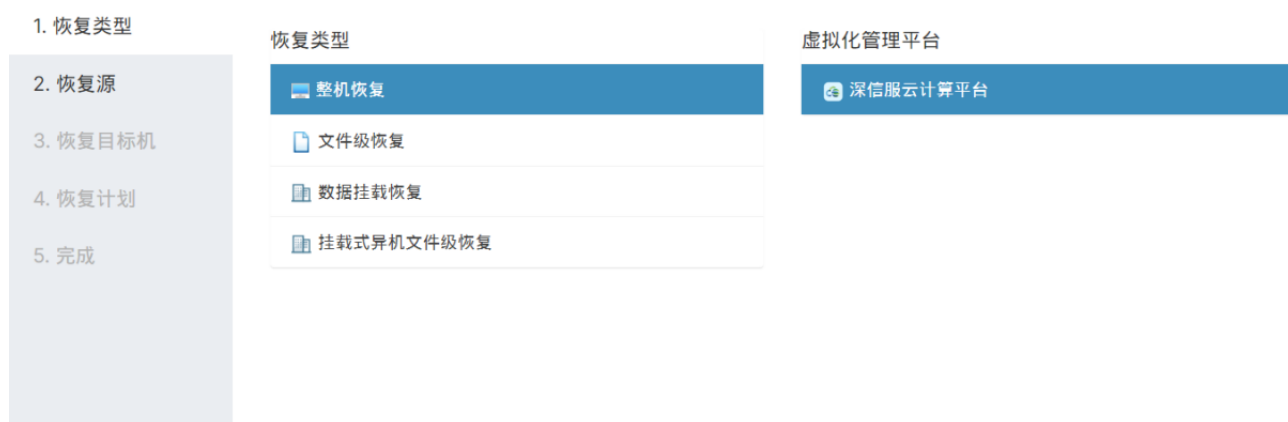 1. 恢复类型
2. 恢复源
3. 恢复目标机
4. 恢复计划
5. 完成
恢复类型
整机恢复
文件级恢复
数据挂载恢复
挂载式异机文件级恢复
虚拟化管理平台
深信服云计算平台